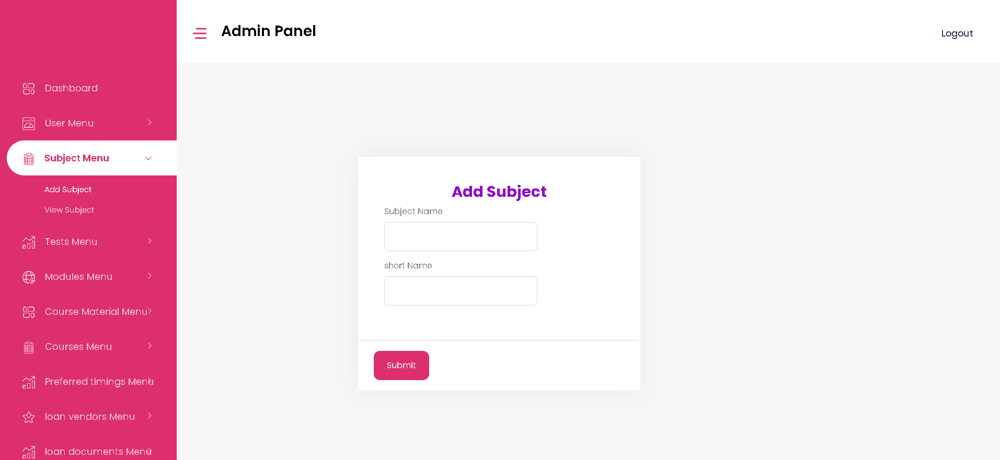 Admin Panel
Logout
Dashboard
User Menu
Subject Menu
Add Subject
View Subject
Tests Menu
Modules Menu
Course Material Menu
Courses Menu
Preferred timings Menu
loan vendors Menu
loan documents Menu
Add Subject
Subject Name
short Name
Submit